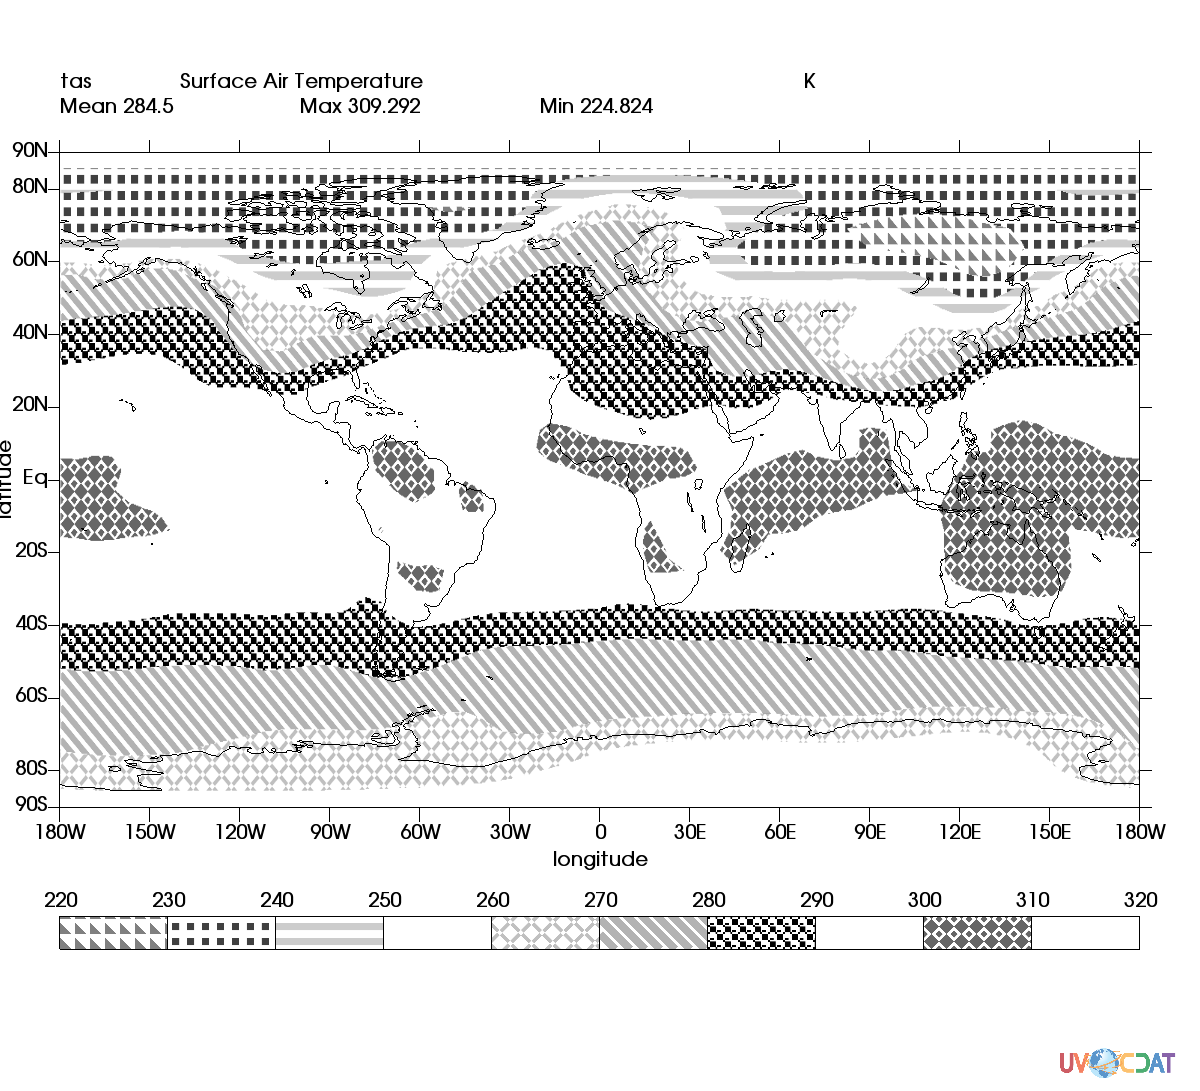 tas Surface Air Temperature K
Mean 284.5 Max 309.292 Min 224.824
90N
80N
60N
40N
20N
Eq
20S
40S
60S
80S
90S
latitude
180W 150W 120W 90W 60W 30W 0 30E 60E 90E 120E 150E 180W
longitude
220 230 240 250 260 270 280 290 300 310 320
UV CDAT